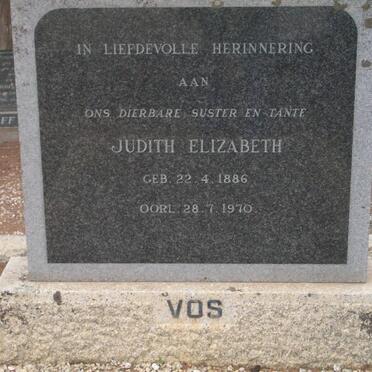 IN LIEFDEVOLLE HERINNERING
AAN
ONS DIERBARE SUSTER EN TANTE
JUDITH ELIZABETH
GEB. 22.4.1886
OORL. 28.7.1970
VOS
FF